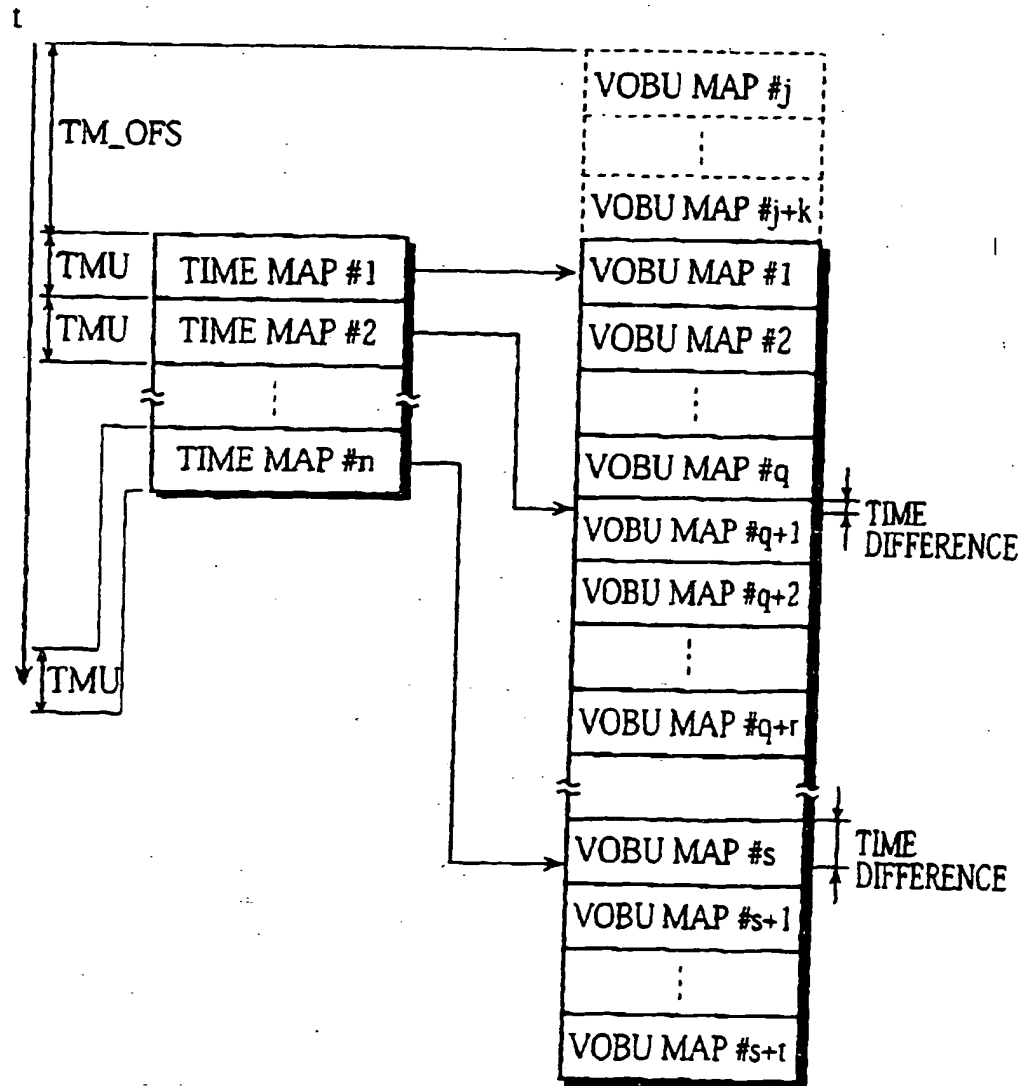 t
TM_OFS
TMU
TMU
TMU
TIME MAP #1
TIME MAP #2
TIME MAP #n
VOBU MAP #j
VOBU MAP #j+k
VOBU MAP #1
VOBU MAP #2
VOBU MAP #q
VOBU MAP #q+1
VOBU MAP #q+2
VOBU MAP #q+r
VOBU MAP #s
VOBU MAP #s+1
VOBU MAP #s+t
TIME
DIFFERENCE
TIME
DIFFERENCE